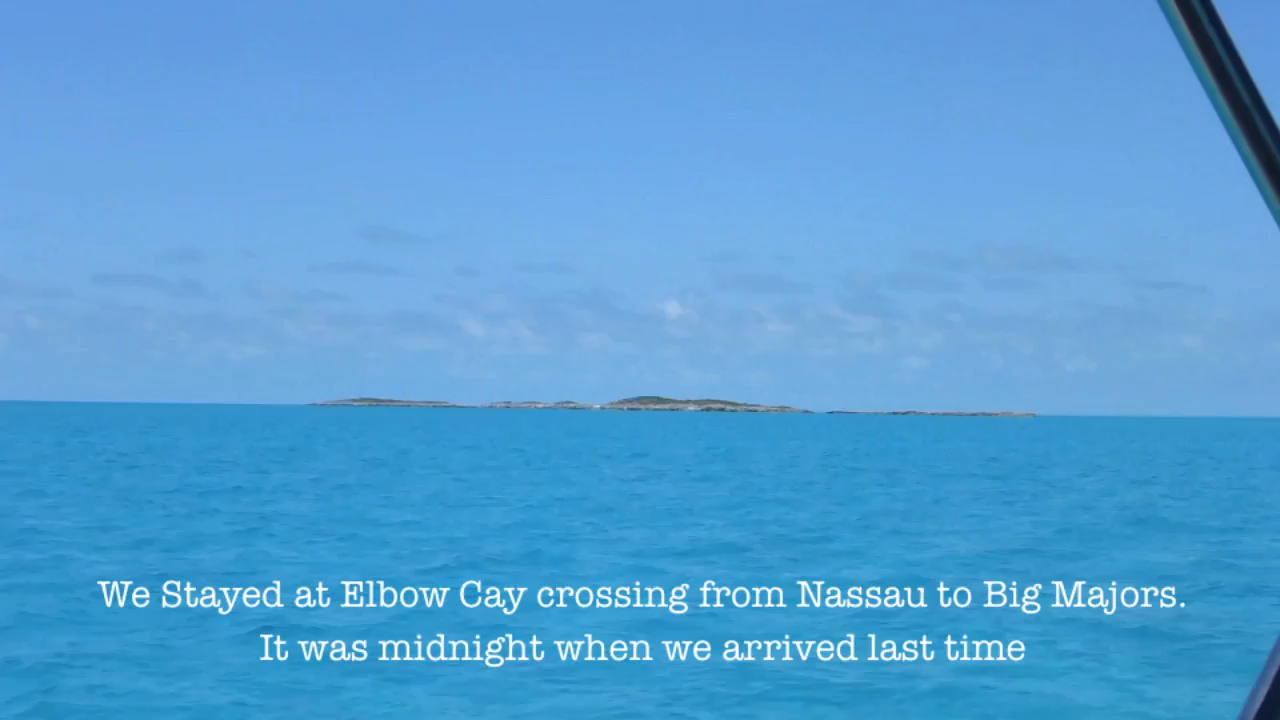 We Stayed at Elbow Cay crossing from Nassau to Big Majors.
It was midnight when we arrived last time